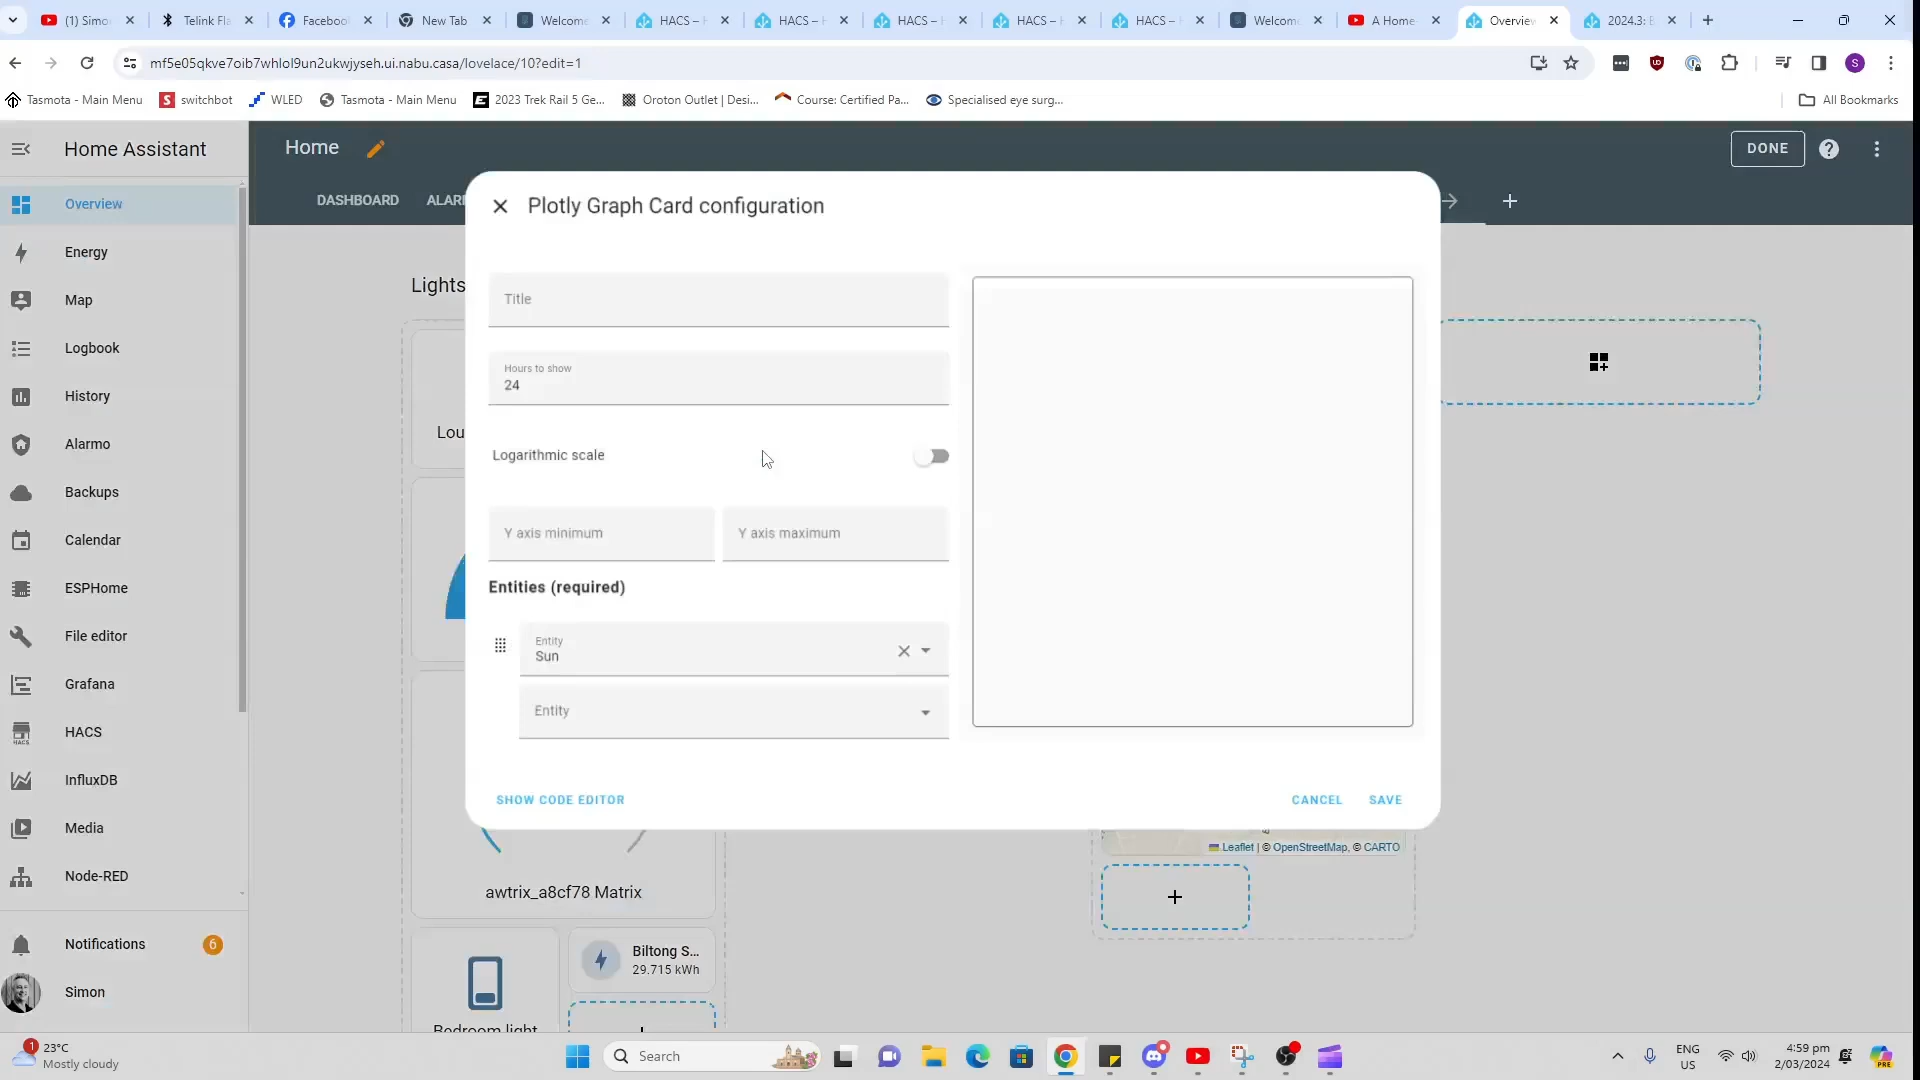 (1) Simo
Telink Fla
Facebook
New Tab
Welcome
HACS – H
HACS – H
HACS – H
HACS – H
HACS – H
Welcome
A Home
Overview
2024.3: B
mf5e05qkve7oib7whlol9un2ukwjyseh.ui.nabu.casa/lovelace/10?edit=1
S
Tasmota - Main Menu
switchbot
WLED
Tasmota - Main Menu
2023 Trek Rail 5 Ge...
Oroton Outlet | Desi...
Course: Certified Pa...
Specialised eye surg...
All Bookmarks
Home Assistant
Home
DONE
Overview
DASHBOARD
ALAR
Energy
Map
Logbook
History
Alarmo
Backups
Calendar
ESPHome
File editor
Grafana
HACS
InfluxDB
Media
Node-RED
Notifications
6
Simon
Lights
Lou
Plotly Graph Card configuration
Title
Hours to show
24
Logarithmic scale
Y axis minimum
Y axis maximum
Entities (required)
Entity
Sun
Entity
SHOW CODE EDITOR
CANCEL
SAVE
Leaflet | © OpenStreetMap, © CARTO
awtrix_a8cf78 Matrix
Biltong S...
29.715 kWh
Bedroom light
1
23°C
Mostly cloudy
Search
ENG
US
4:59 pm
2/03/2024
PRE